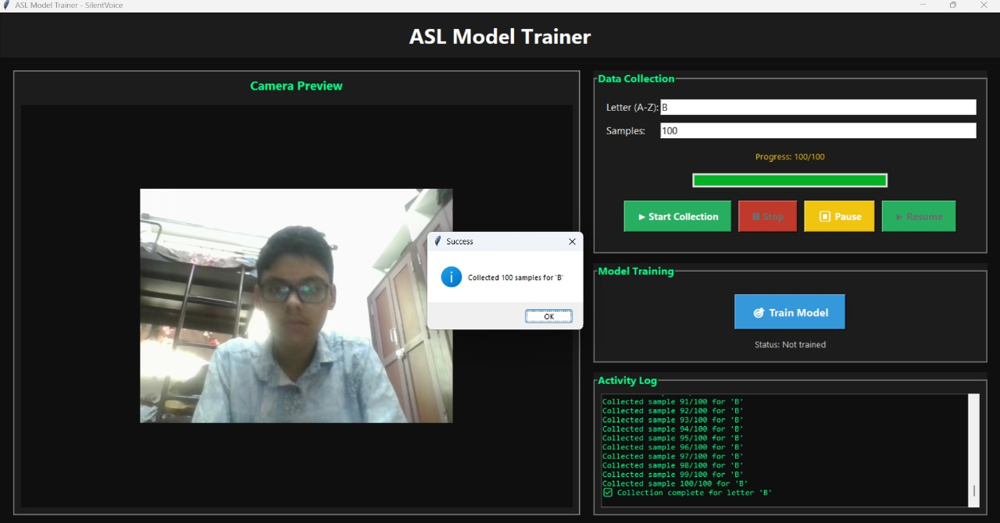 ASL Model Trainer - SilentVoice
ASL Model Trainer
Camera Preview
Data Collection
Letter (A-Z): B
Samples: 100
Progress: 100/100
Start Collection
Stop
Pause
Resume
Success
Collected 100 samples for 'B'
OK
Model Training
Train Model
Status: Not trained
Activity Log
Collected sample 91/100 for 'B'
Collected sample 92/100 for 'B'
Collected sample 93/100 for 'B'
Collected sample 94/100 for 'B'
Collected sample 95/100 for 'B'
Collected sample 96/100 for 'B'
Collected sample 97/100 for 'B'
Collected sample 98/100 for 'B'
Collected sample 99/100 for 'B'
Collected sample 100/100 for 'B'
Collection complete for letter 'B'